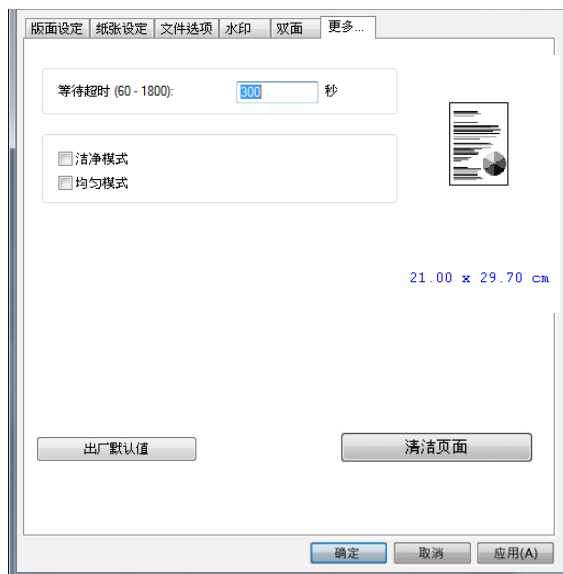 版面设定 纸张设定 文件选项 水印 双面 更多...
等待超时 (60 - 1800): 300 秒
洁净模式
均匀模式
21.00 x 29.70 cm
出厂默认值 清洁页面
确定 取消 应用(A)